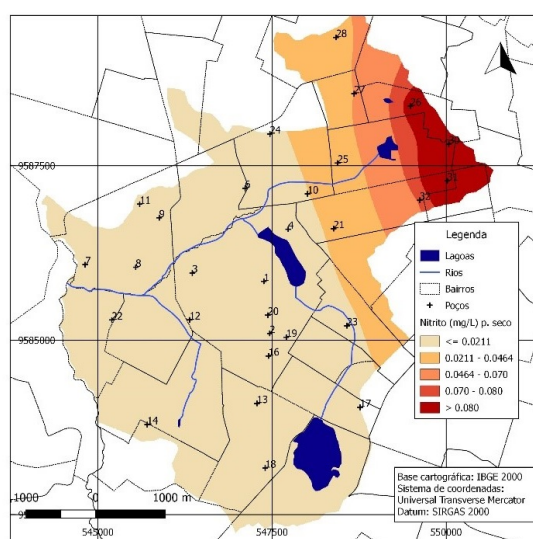 28
27
26
24
9587500
30
25
31
6
10
32
11
9
4
21
Legenda
Lagoas
Rios
Bairros
Poços
Nitrito (mg/L) p. seco
<= 0.0211
0.0211 - 0.0464
0.0464 - 0.070
0.070 - 0.080
> 0.080
7
8
3
1
22
12
20
23
9585000
2
19
16
13
17
14
18
Base cartográfica: IBGE 2000
Sistema de coordenadas:
Universal Transverse Mercator
Datum: SIRGAS 2000
1000 0 1000 m
545000 547500 550000